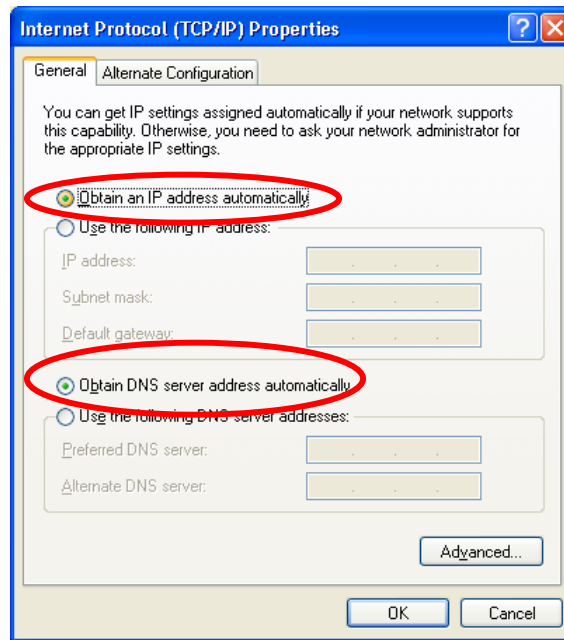 Internet Protocol (TCP/IP) Properties
General
Alternate Configuration
You can get IP settings assigned automatically if your network supports
this capability. Otherwise, you need to ask your network administrator for
the appropriate IP settings.
Obtain an IP address automatically
Use the following IP address:
IP address:
Subnet mask:
Default gateway:
Obtain DNS server address automatically
Use the following DNS server addresses:
Preferred DNS server:
Alternate DNS server:
Advanced...
OK
Cancel